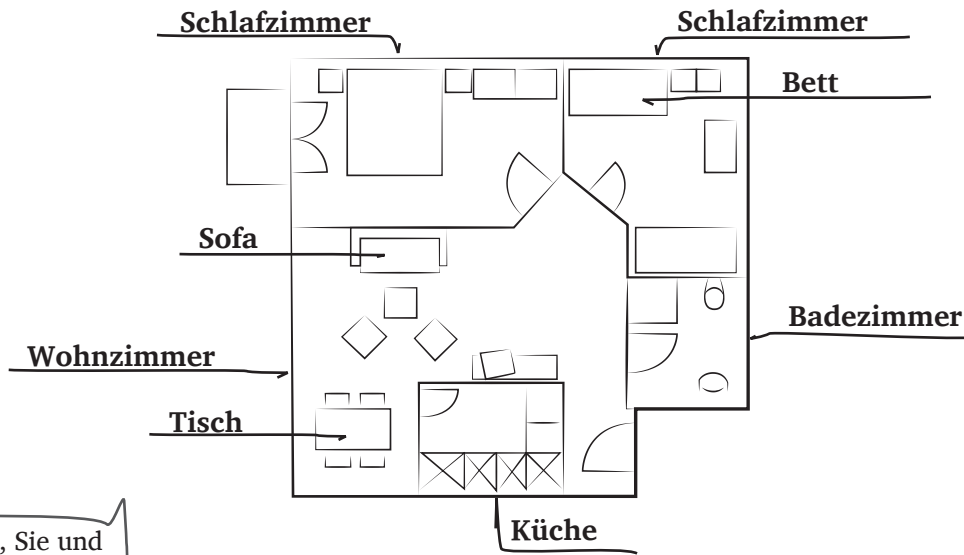 Schlafzimmer
Schlafzimmer
Bett
Sofa
Badezimmer
Wohnzimmer
Tisch
Küche
, Sie und